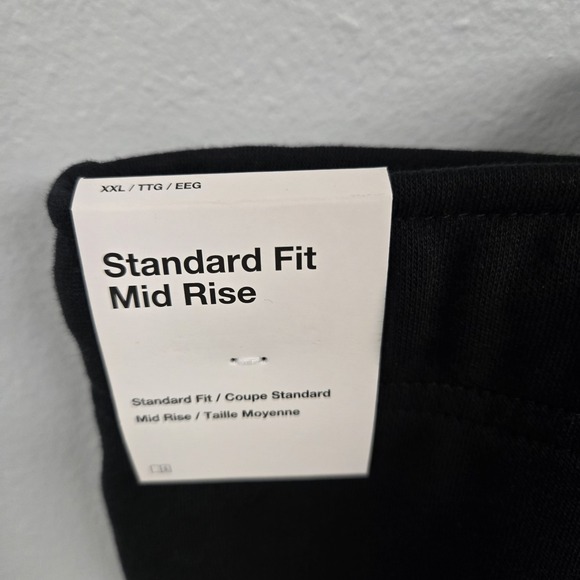 XXL / TTG / EEG
Standard Fit
Mid Rise
Standard Fit / Coupe Standard
Mid Rise / Taille Moyenne